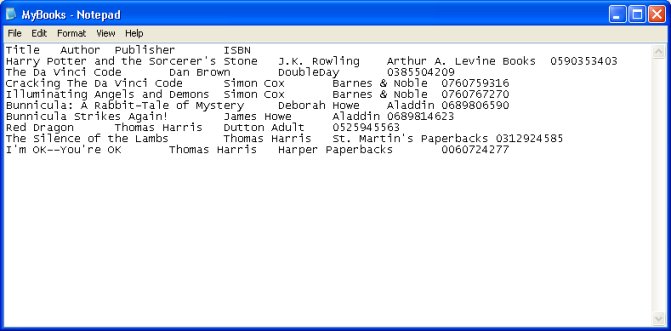 MyBooks - Notepad
File Edit Format View Help
Title Author Publisher ISBN
Harry Potter and the Sorcerer's Stone J.K. Rowling Arthur A. Levine Books 0590353403
The Da Vinci Code Dan Brown DoubleDay 0385504209
Cracking The Da Vinci Code Simon Cox Barnes & Noble 0760759316
Illuminating Angels and Demons Simon Cox Barnes & Noble 0760767270
Bunnicula: A Rabbit-Tale of Mystery Deborah Howe Aladdin 0689806590
Bunnicula Strikes Again! James Howe Aladdin 0689814623
Red Dragon Thomas Harris Dutton Adult 0525945563
The Silence of the Lambs Thomas Harris St. Martin's Paperbacks 0312924585
I'm OK--You're OK Thomas Harris Harper Paperbacks 0060724277